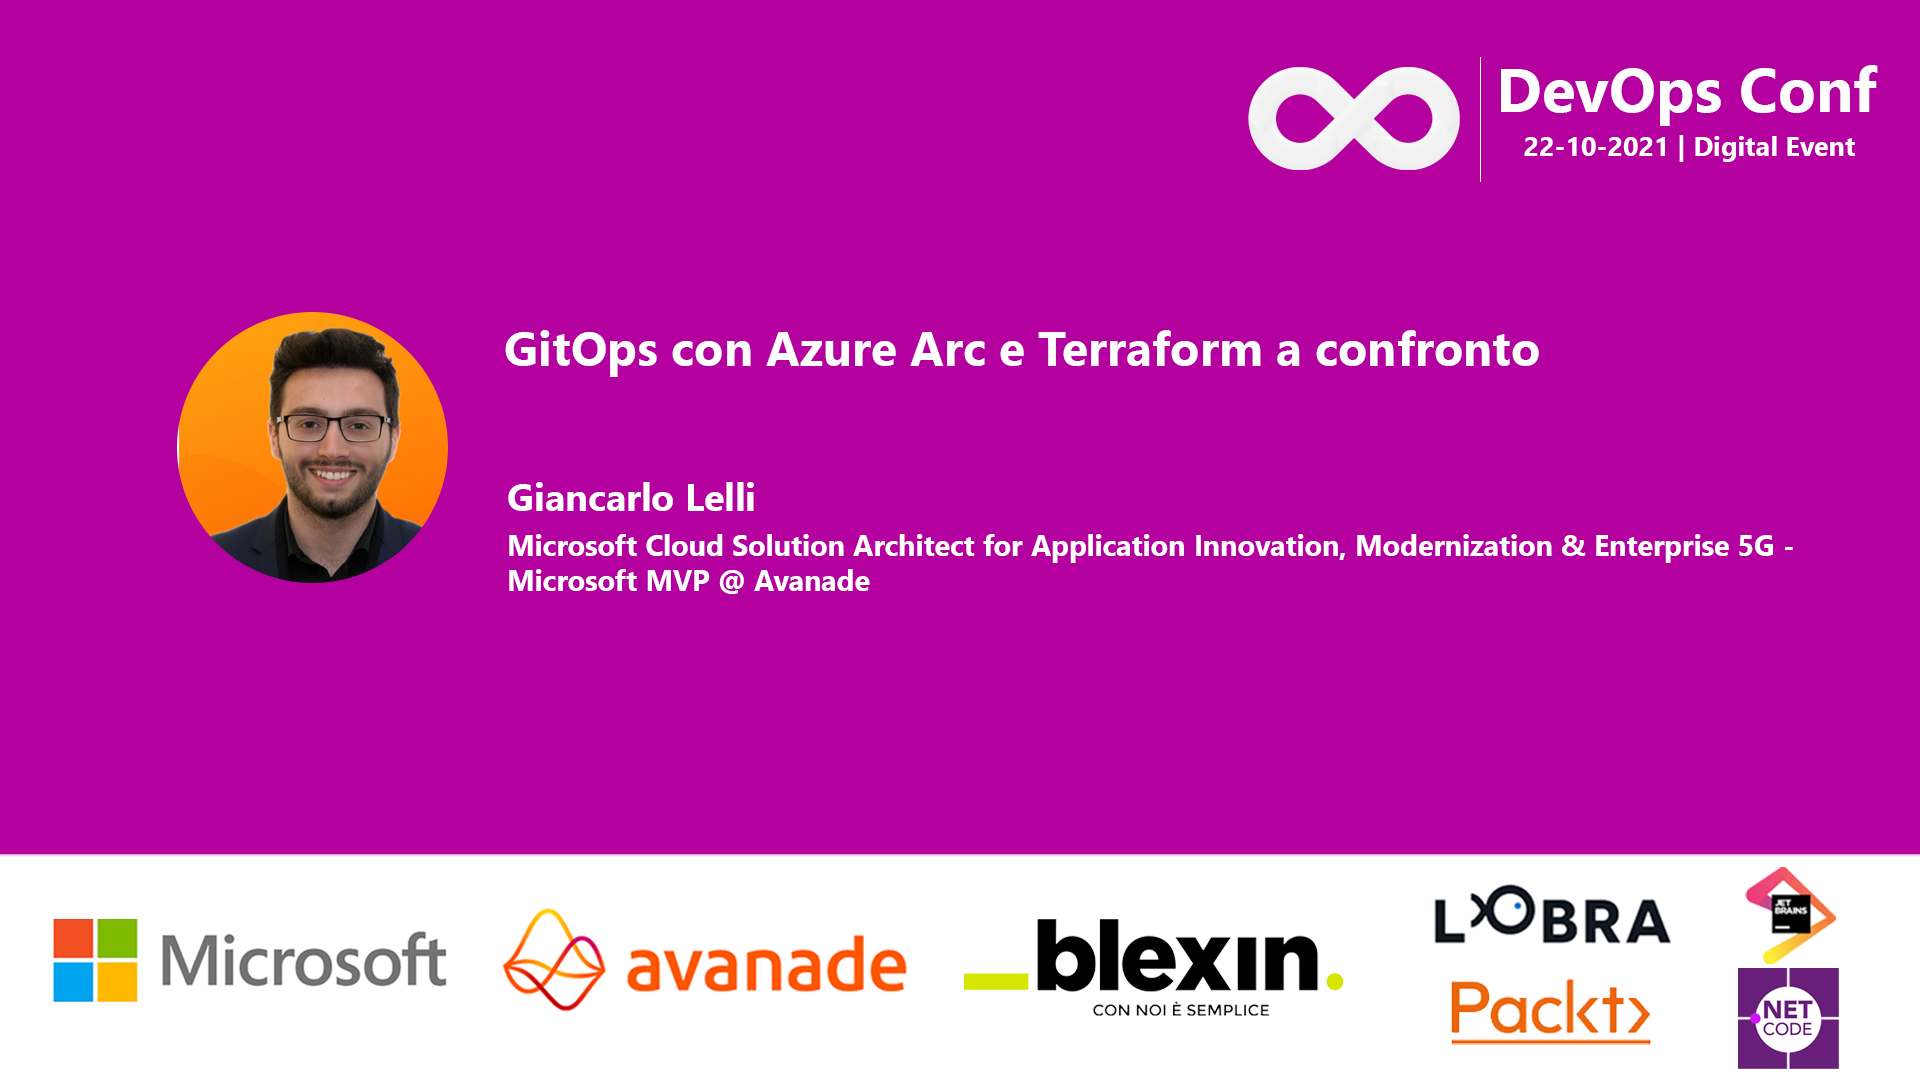 DevOps Conf
22-10-2021 | Digital Event
GitOps con Azure Arc e Terraform a confronto
Giancarlo Lelli
Microsoft Cloud Solution Architect for Application Innovation, Modernization & Enterprise 5G -
Microsoft MVP @ Avanade
Microsoft
avanade
blexın.
CON NOI È SEMPLICE
LOBRA
Packt>
JET
BRAINS
NET
CODE